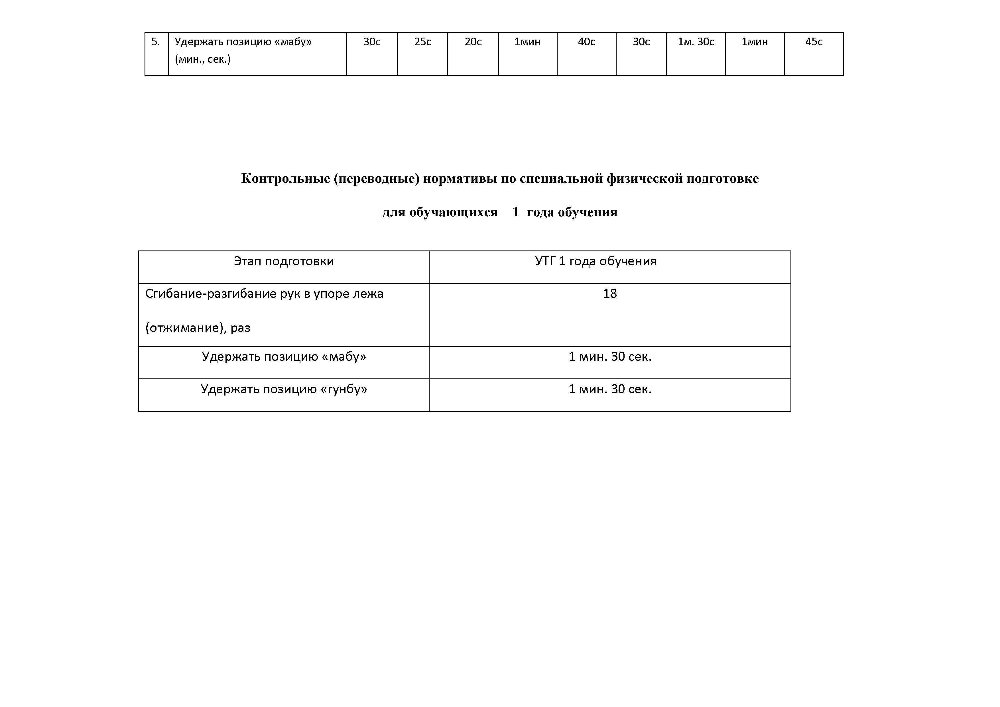 5. Удержать позицию «мабу» 30с 25с 20с 1мин 40с 30с 1м. 30с 1мин 45с
(мин., сек.)
Контрольные (переводные) нормативы по специальной физической подготовке
для обучающихся 1 года обучения
Этап подготовки УТГ 1 года обучения
Сгибание-разгибание рук в упоре лежа 18
(отжимание), раз
Удержать позицию «мабу» 1 мин. 30 сек.
Удержать позицию «гунбу» 1 мин. 30 сек.